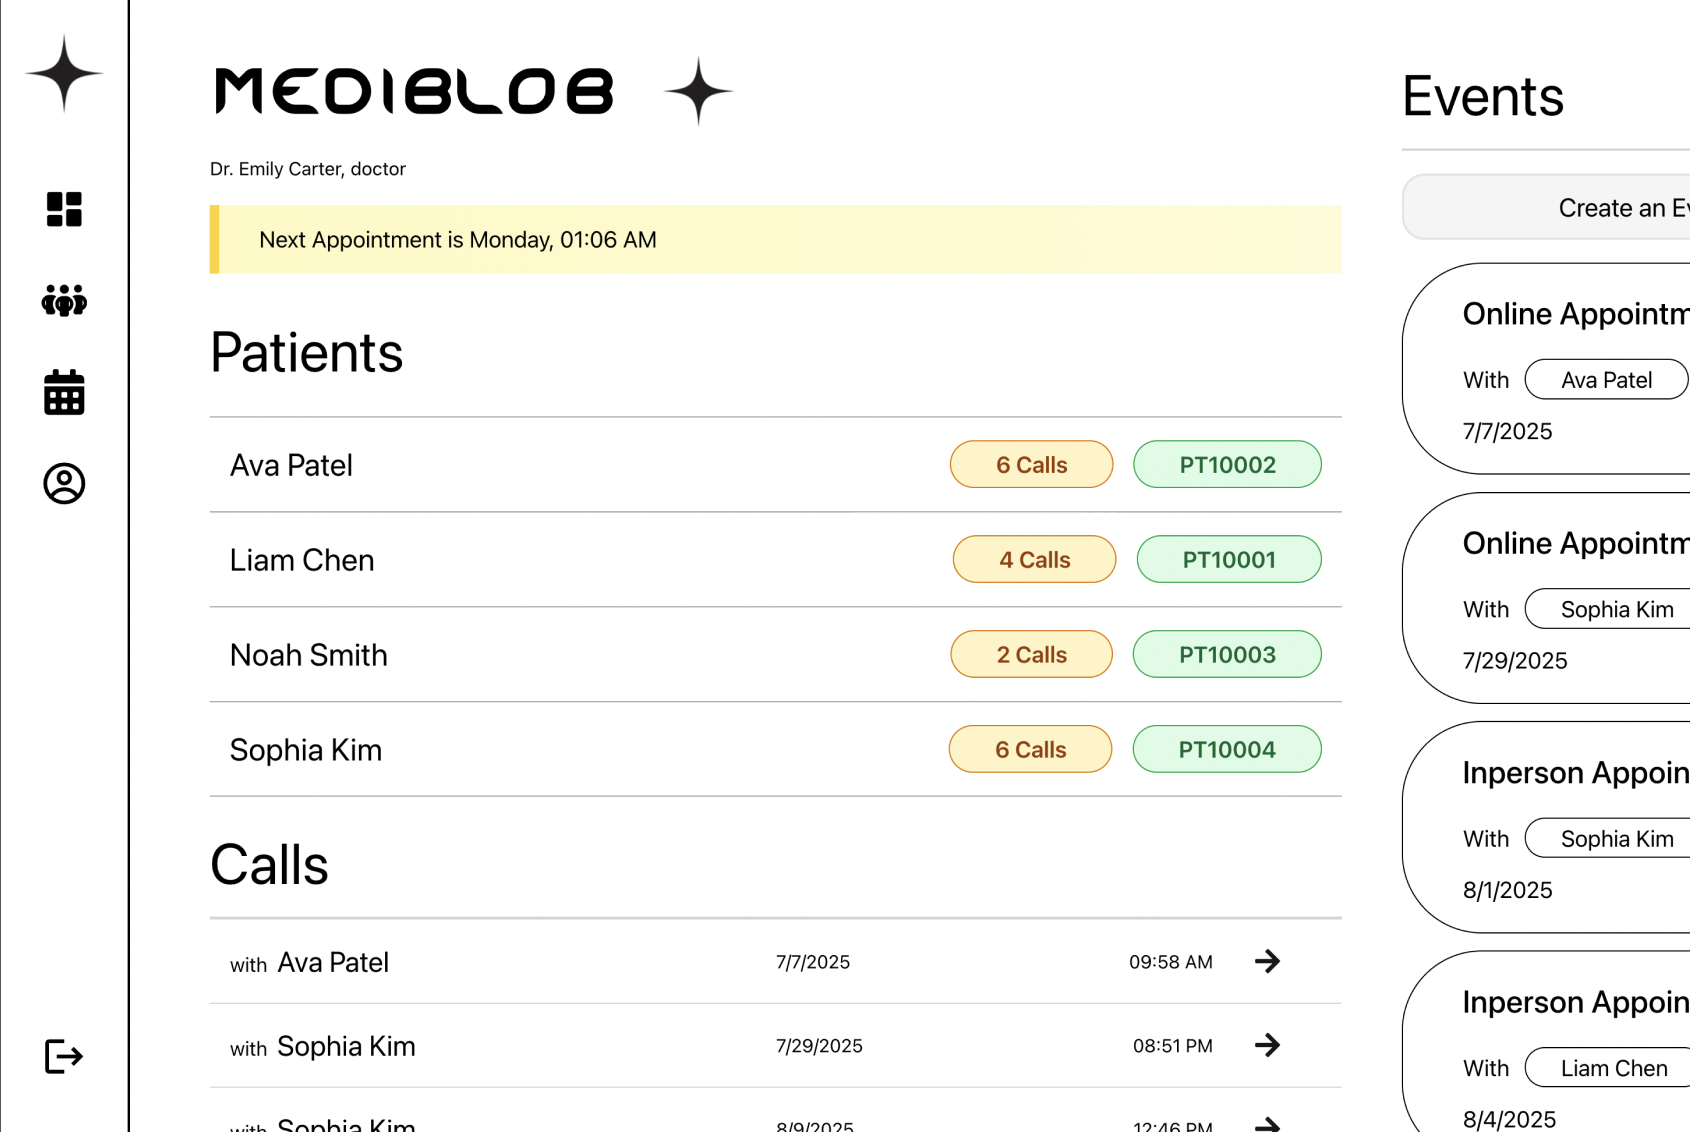 MEDIBLOB
Dr. Emily Carter, doctor
Next Appointment is Monday, 01:06 AM
Patients
Ava Patel 6 Calls PT10002
Liam Chen 4 Calls PT10001
Noah Smith 2 Calls PT10003
Sophia Kim 6 Calls PT10004
Calls
with Ava Patel 7/7/2025 09:58 AM
with Sophia Kim 7/29/2025 08:51 PM
with Sophia Kim 8/9/2025 12:46 PM
Events
Create an Ev
Online Appointm
With Ava Patel
7/7/2025
Online Appointm
With Sophia Kim
7/29/2025
Inperson Appoin
With Sophia Kim
8/1/2025
Inperson Appoin
With Liam Chen
8/4/2025